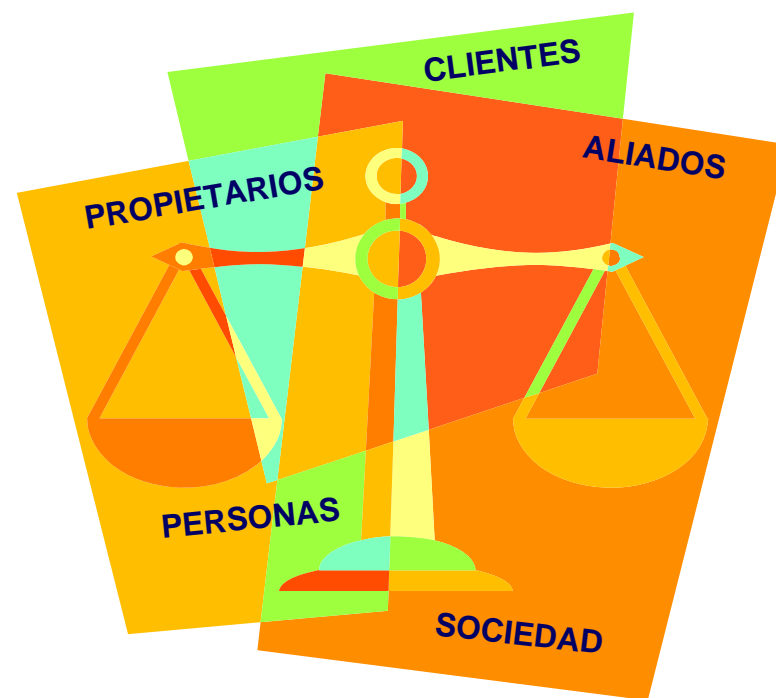 CLIENTES
ALIADOS
PROPIETARIOS
PERSONAS
SOCIEDAD